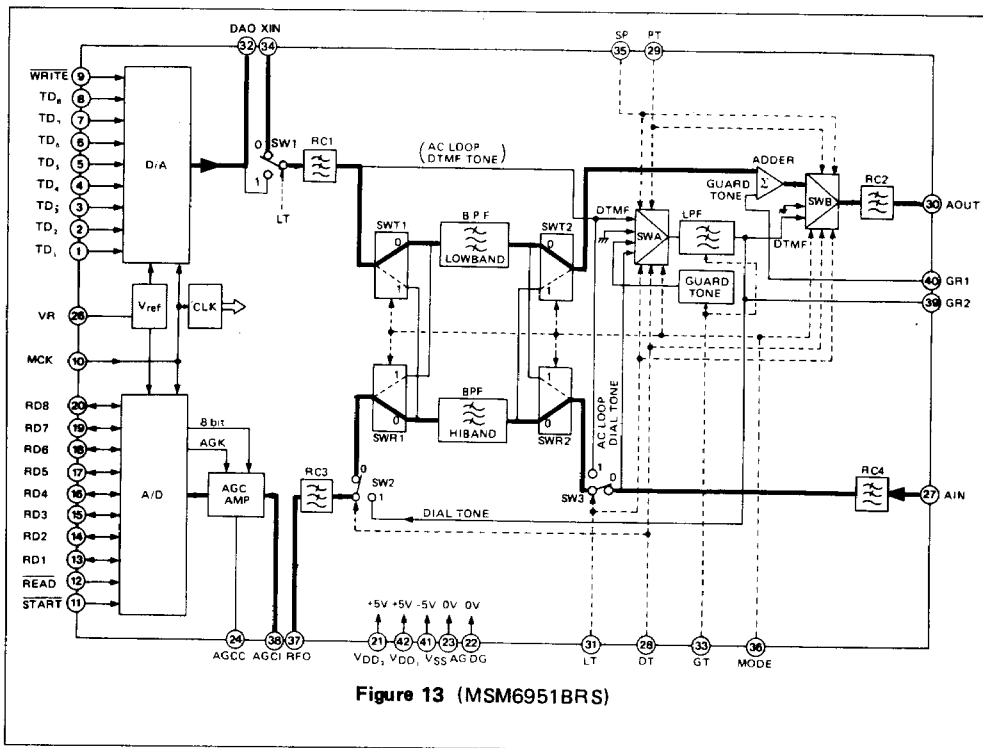 DAO XIN
32 34
SP PT
35 29
WRITE 9
TD8 8
TD7 7
TD6 6
TD5 5
TD4 4
TD3 3
TD2 2
TD1 1
D/A
SW1
0
1
LT
RC1
(AC LOOP DTMF TONE)
SWT1
0
1
BPF
LOWBAND
SWT2
0
1
ADDER
Σ
GUARD TONE
DTMF
SWA
LPF
GUARD TONE
DTMF
SWB
RC2
30 AOUT
40 GR1
39 GR2
VR 26
Vref
CLK
MCK 10
SWR1
1
0
BPF
HIBAND
SWR2
1
0
AC LOOP
DIAL TONE
RD8 20
RD7 19
RD6 18
RD5 17
RD4 16
RD3 15
RD2 14
RD1 13
READ 12
START 11
A/D
8 bit
AGK
AGC AMP
RC3
0
SW2
1
DIAL TONE
1
0
SW3
RC4
27 AIN
+5V +5V -5V 0V 0V
24 38 37 21 42 41 23 22 31 28 33 36
AGCC AGCI RFO VDD2 VDD1 VSS AG DG LT DT GT MODE
Figure 13 (MSM6951BRS)